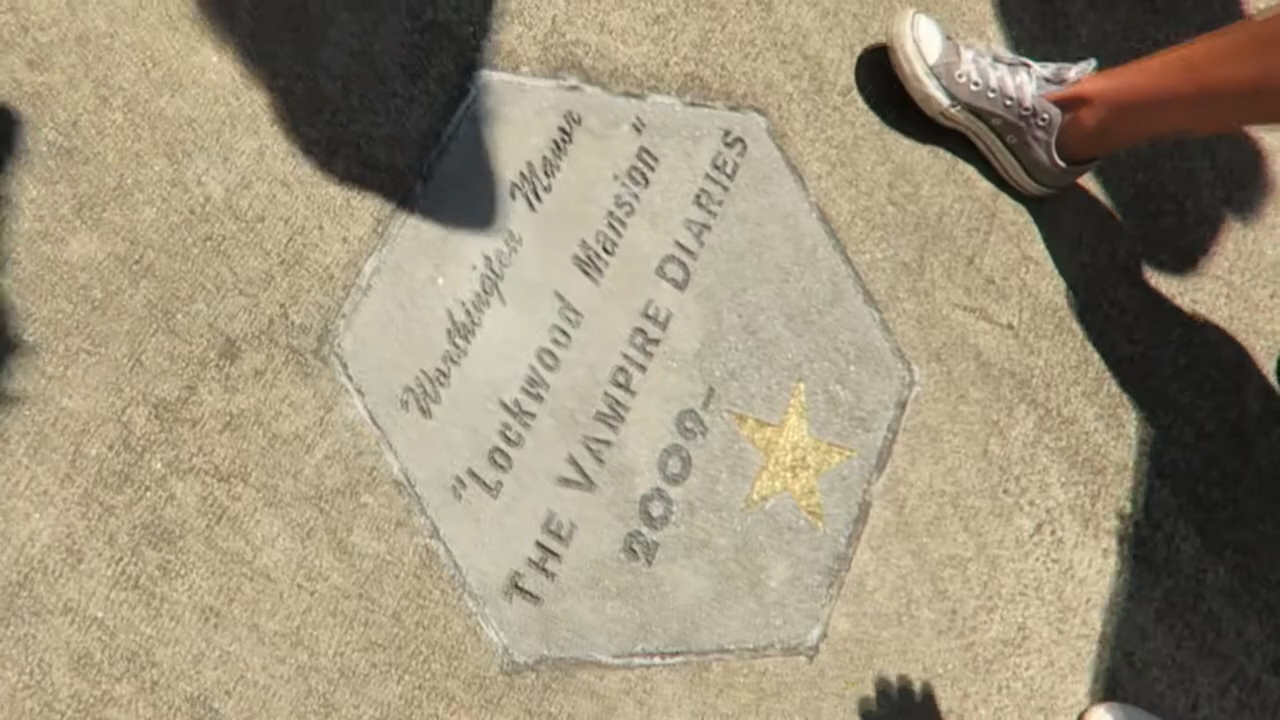 Worthington Manor
"Lockwood Mansion"
THE VAMPIRE DIARIES
2009-